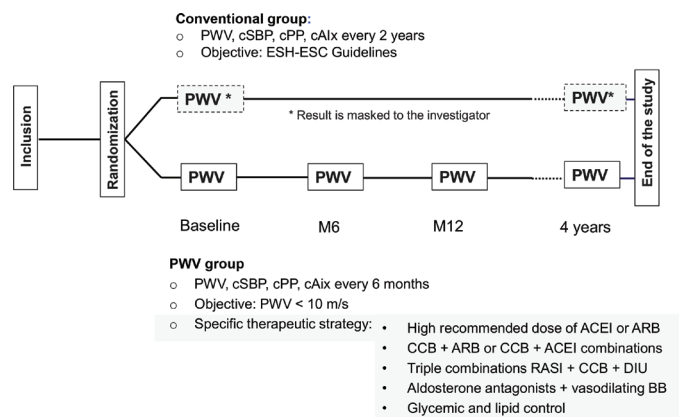 Conventional group:
o PWV, cSBP, cPP, cAIx every 2 years
o Objective: ESH-ESC Guidelines
Inclusion
Randomization
PWV *
PWV*
* Result is masked to the investigator
End of the study
PWV
PWV
PWV
PWV
Baseline
M6
M12
4 years
PWV group
o PWV, cSBP, cPP, cAix every 6 months
o Objective: PWV < 10 m/s
o Specific therapeutic strategy:
• High recommended dose of ACEI or ARB
• CCB + ARB or CCB + ACEI combinations
• Triple combinations RASI + CCB + DIU
• Aldosterone antagonists + vasodilating BB
• Glycemic and lipid control